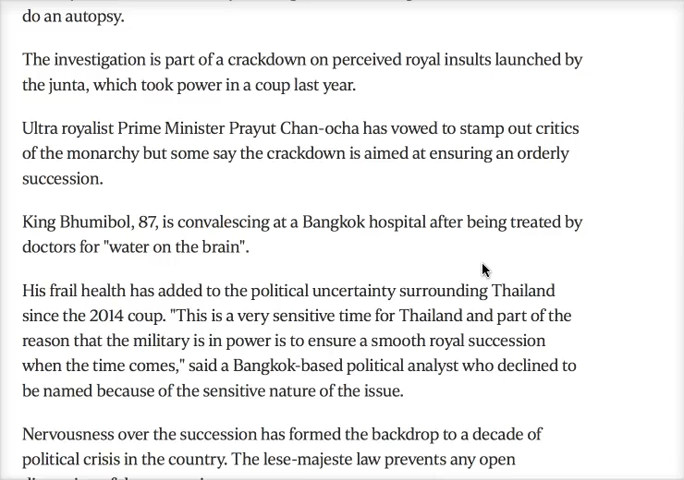 do an autopsy.
The investigation is part of a crackdown on perceived royal insults launched by
the junta, which took power in a coup last year.
Ultra royalist Prime Minister Prayut Chan-ocha has vowed to stamp out critics
of the monarchy but some say the crackdown is aimed at ensuring an orderly
succession.
King Bhumibol, 87, is convalescing at a Bangkok hospital after being treated by
doctors for "water on the brain".
His frail health has added to the political uncertainty surrounding Thailand
since the 2014 coup. "This is a very sensitive time for Thailand and part of the
reason that the military is in power is to ensure a smooth royal succession
when the time comes," said a Bangkok-based political analyst who declined to
be named because of the sensitive nature of the issue.
Nervousness over the succession has formed the backdrop to a decade of
political crisis in the country. The lese-majeste law prevents any open